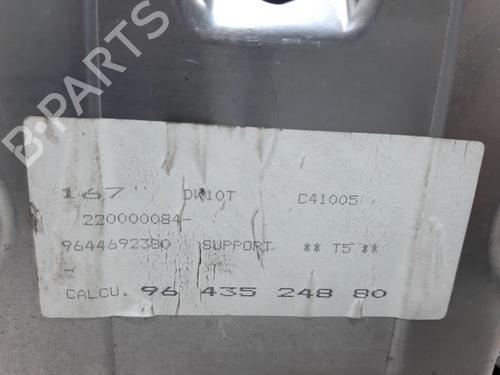 B-PARTS
167 DW10T C41005
220000084-
9644692380 SUPPORT ** T5 **
-
CALCU. 96 435 248 80